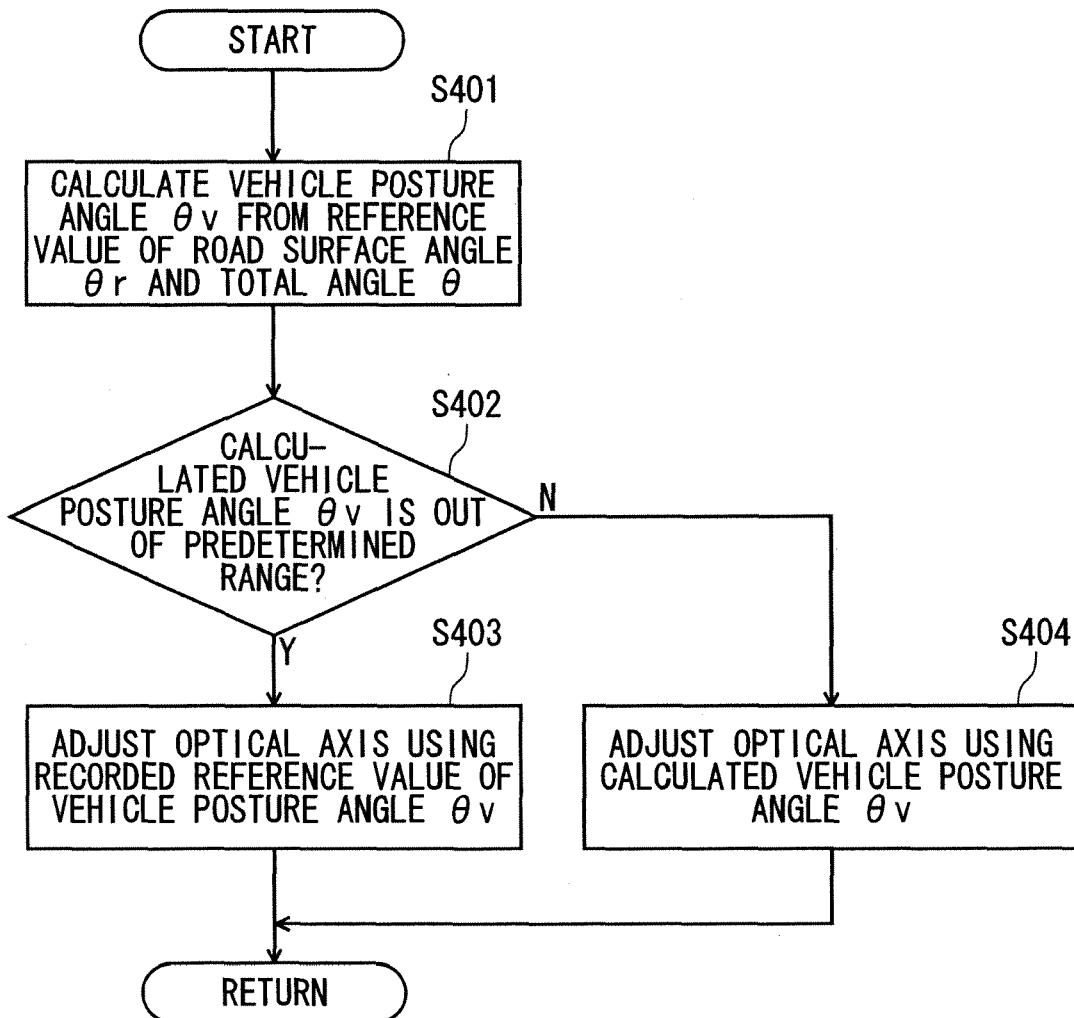 START
S401
CALCULATE VEHICLE POSTURE
ANGLE θv FROM REFERENCE
VALUE OF ROAD SURFACE ANGLE
θr AND TOTAL ANGLE θ
S402
CALCU-
LATED VEHICLE
POSTURE ANGLE θv IS OUT
OF PREDETERMINED
RANGE?
N
Y
S403
ADJUST OPTICAL AXIS USING
RECORDED REFERENCE VALUE OF
VEHICLE POSTURE ANGLE θv
S404
ADJUST OPTICAL AXIS USING
CALCULATED VEHICLE POSTURE
ANGLE θv
RETURN